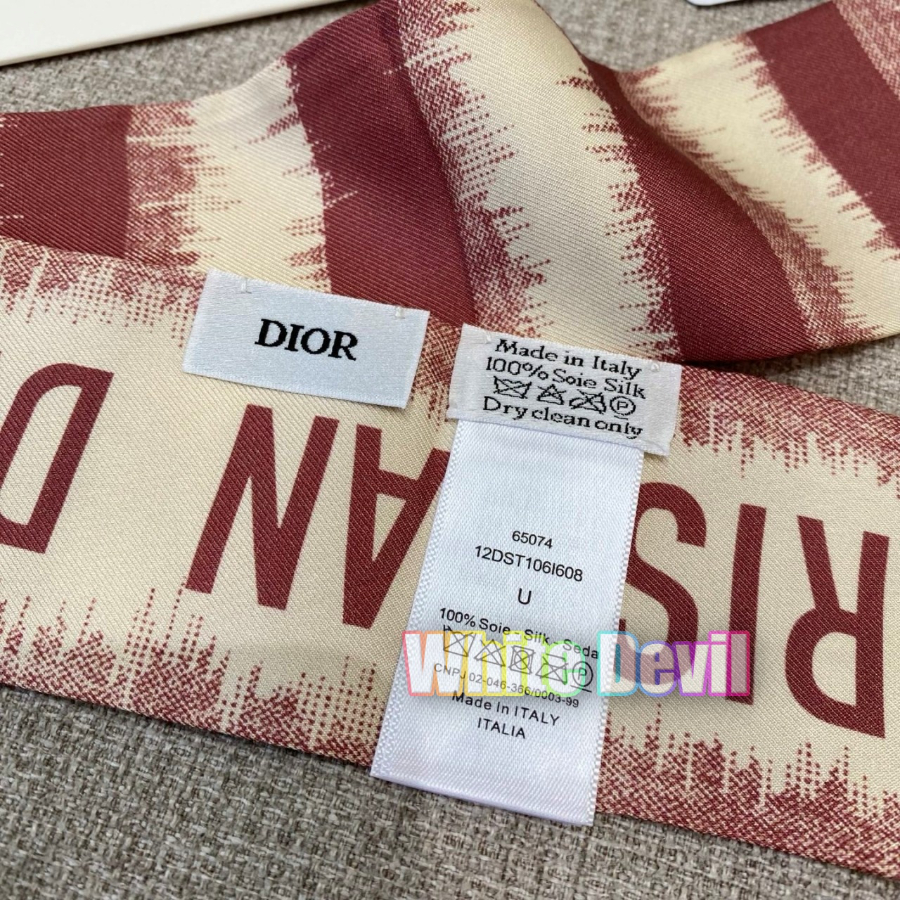 DIOR
Made in Italy
100% Soie Silk
P
Dry clean only
D
AN
RIS
65074
12DST106I608
U
100% Soie - Silk - Seda
White Devil
P
CNPJ 02-046-366/0003-99
Made In ITALY
ITALIA